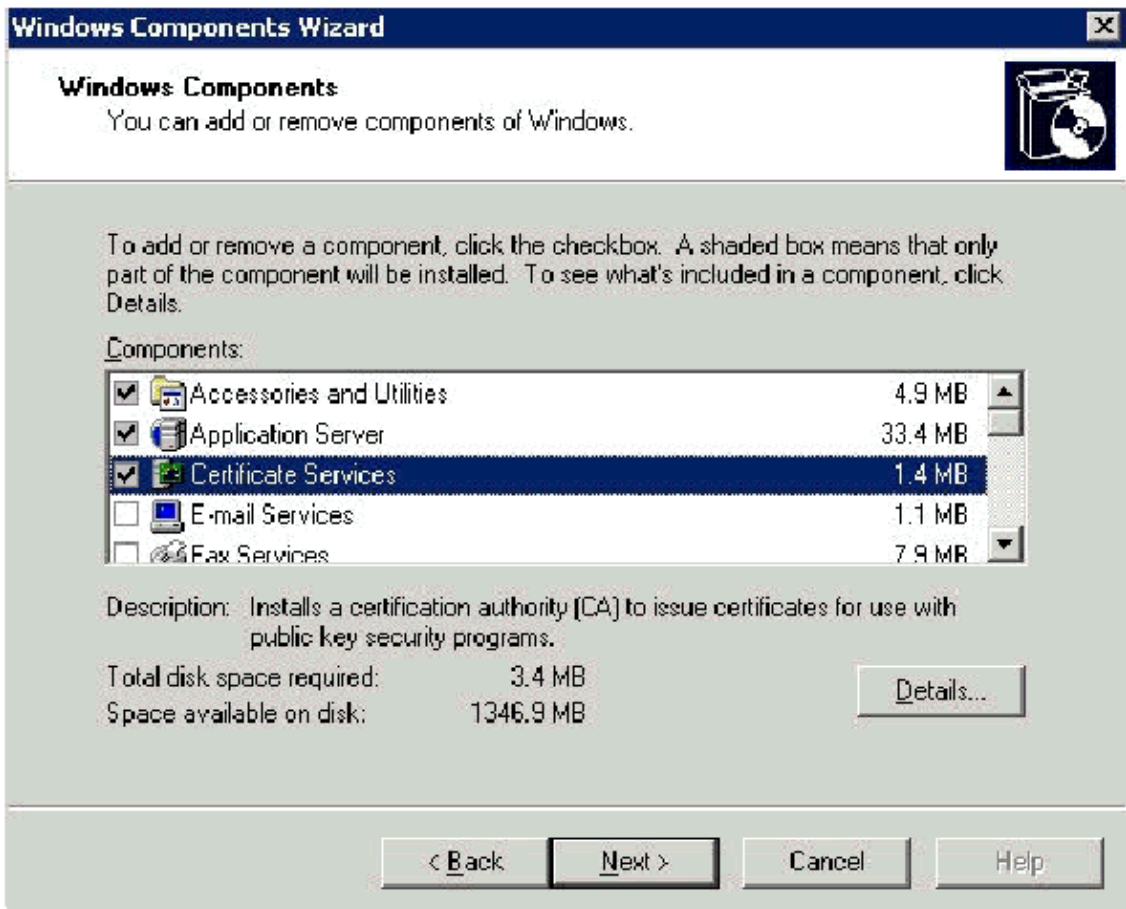 Windows Components Wizard
Windows Components
You can add or remove components of Windows.
To add or remove a component, click the checkbox. A shaded box means that only
part of the component will be installed. To see what's included in a component, click
Details.
Components:
Accessories and Utilities 4.9 MB
Application Server 33.4 MB
Certificate Services 1.4 MB
E-mail Services 1.1 MB
Fax Services 7.9 MB
Description: Installs a certification authority (CA) to issue certificates for use with
public key security programs.
Total disk space required: 3.4 MB
Space available on disk: 1346.9 MB
Details...
< Back Next > Cancel Help